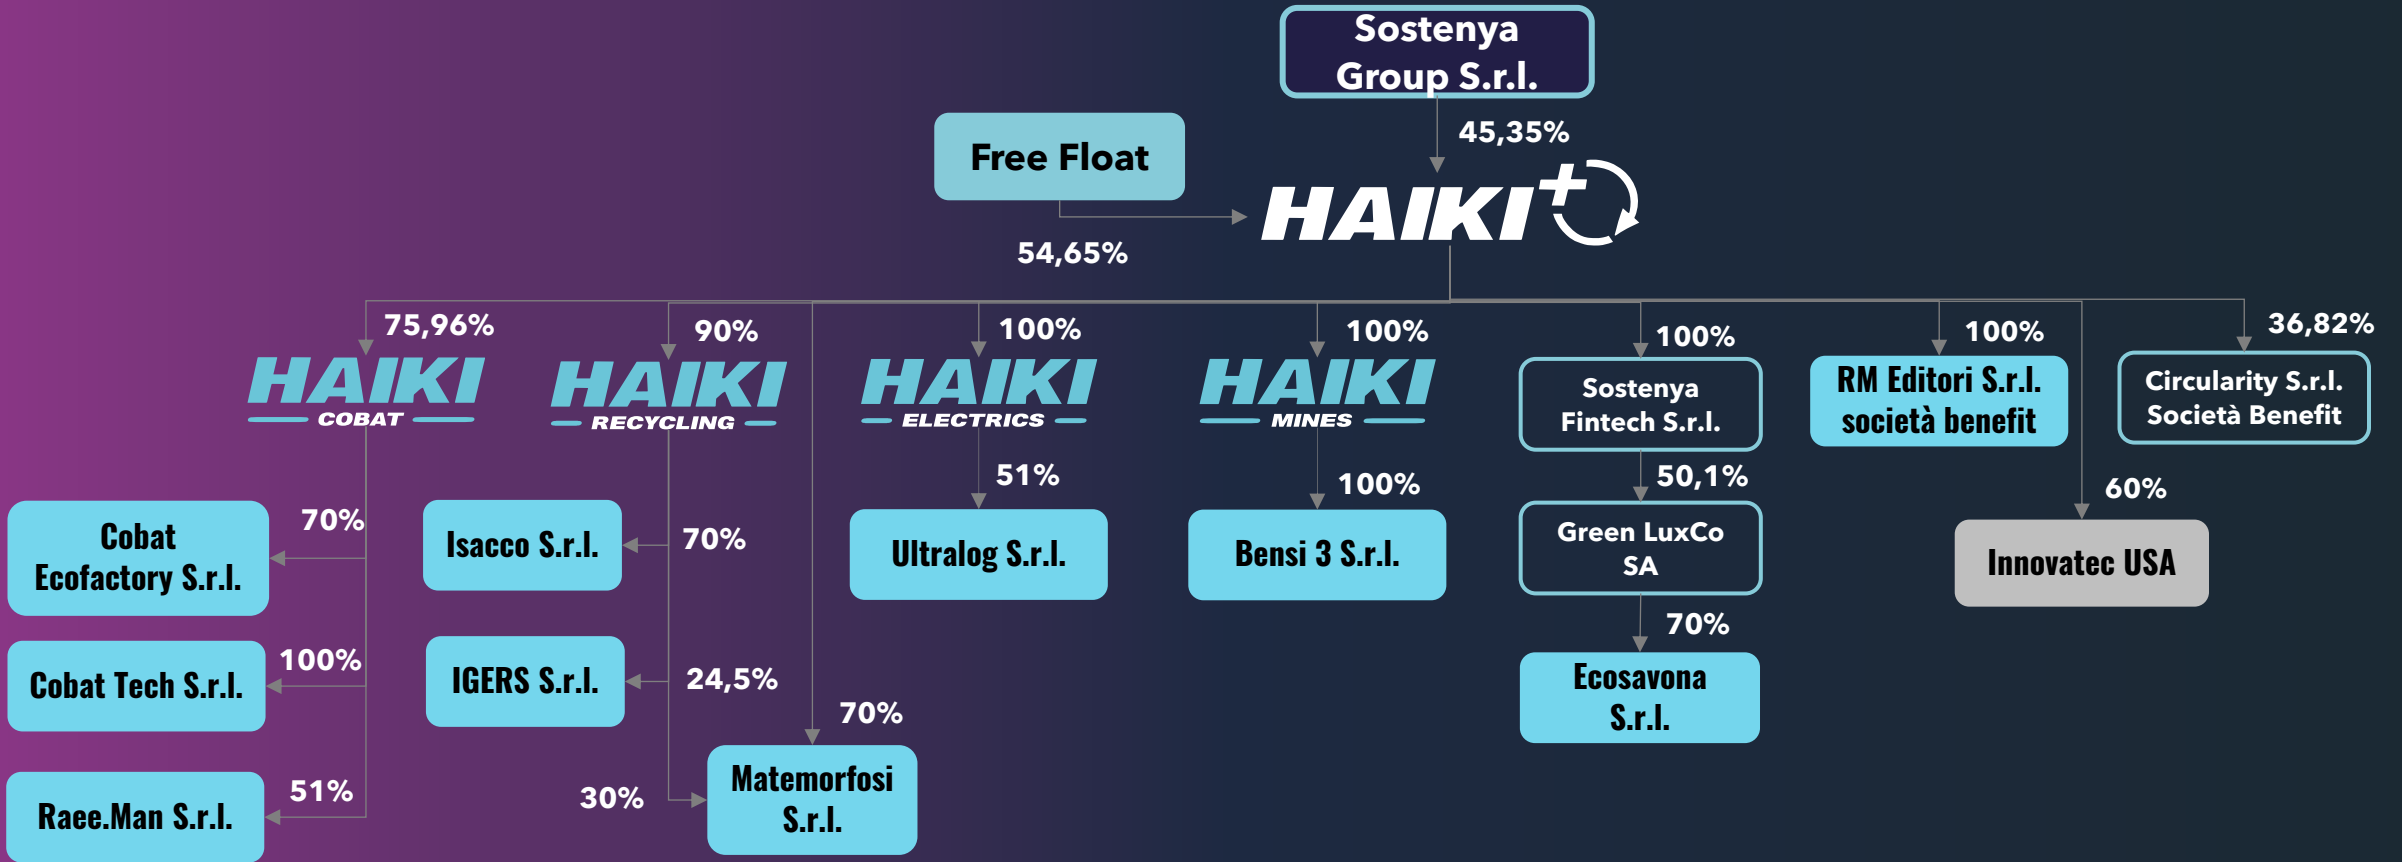 Sostenya
Group S.r.l.
45,35%
Free Float
54,65%
HAIKI+
75,96%
90%
100%
100%
100%
100%
36,82%
HAIKI
COBAT
HAIKI
RECYCLING
HAIKI
ELECTRICS
HAIKI
MINES
Sostenya
Fintech S.r.l.
RM Editori S.r.l.
società benefit
Circularity S.r.l.
Società Benefit
70%
70%
51%
100%
50,1%
60%
Cobat
Ecofactory S.r.l.
Isacco S.r.l.
Ultralog S.r.l.
Bensi 3 S.r.l.
Green LuxCo
SA
Innovatec USA
100%
24,5%
70%
70%
Cobat Tech S.r.l.
IGERS S.r.l.
Ecosavona
S.r.l.
51%
30%
Raee.Man S.r.l.
Matemorfosi
S.r.l.